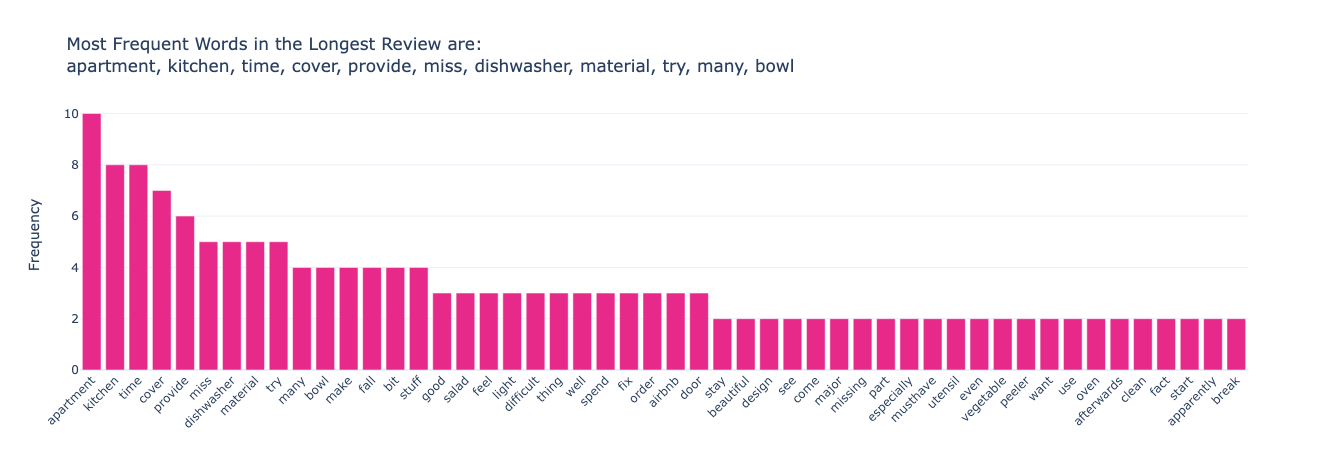 Most Frequent Words in the Longest Review are:
apartment, kitchen, time, cover, provide, miss, dishwasher, material, try, many, bowl
10
8
6
4
2
0
Frequency
apartment
kitchen
time
cover
provide
miss
dishwasher
material
try
many
bowl
make
fall
bit
stuff
good
salad
feel
light
difficult
thing
well
spend
fix
order
airbnb
door
stay
beautiful
design
see
come
major
missing
part
especially
musthave
utensil
even
vegetable
peeler
want
use
oven
afterwards
clean
fact
start
apparently
break